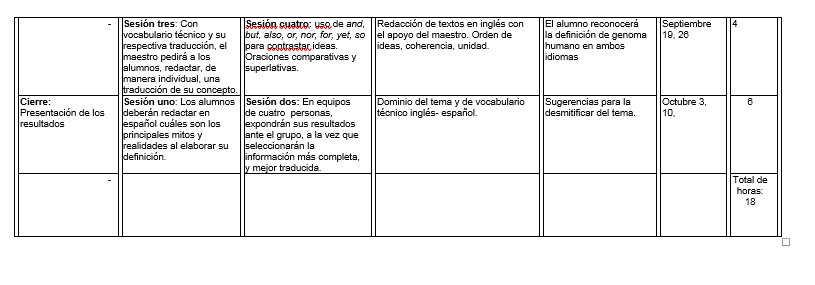 -
Sesión tres: Con
vocabulario técnico y su
respectiva traducción, el
maestro pedirá a los
alumnos, redactar, de
manera individual, una
traducción de su concepto.
Sesión cuatro: uso de and,
but, also, or, nor, for, yet, so
para contrastar ideas.
Oraciones comparativas y
superlativas.
Redacción de textos en inglés con
el apoyo del maestro. Orden de
ideas, coherencia, unidad.
El alumno reconocerá
la definición de genoma
humano en ambos
idiomas
Septiembre
19, 26
4
Cierre:
Presentación de los
resultados
Sesión uno: Los alumnos
deberán redactar en
español cuáles son los
principales mitos y
realidades al elaborar su
definición.
Sesión dos: En equipos
de cuatro personas,
expondrán sus resultados
ante el grupo, a la vez que
seleccionarán la
información más completa,
y mejor traducida.
Dominio del tema y de vocabulario
técnico inglés- español.
Sugerencias para la
desmitificar del tema.
Octubre 3,
10,
6
-
Total de
horas:
18